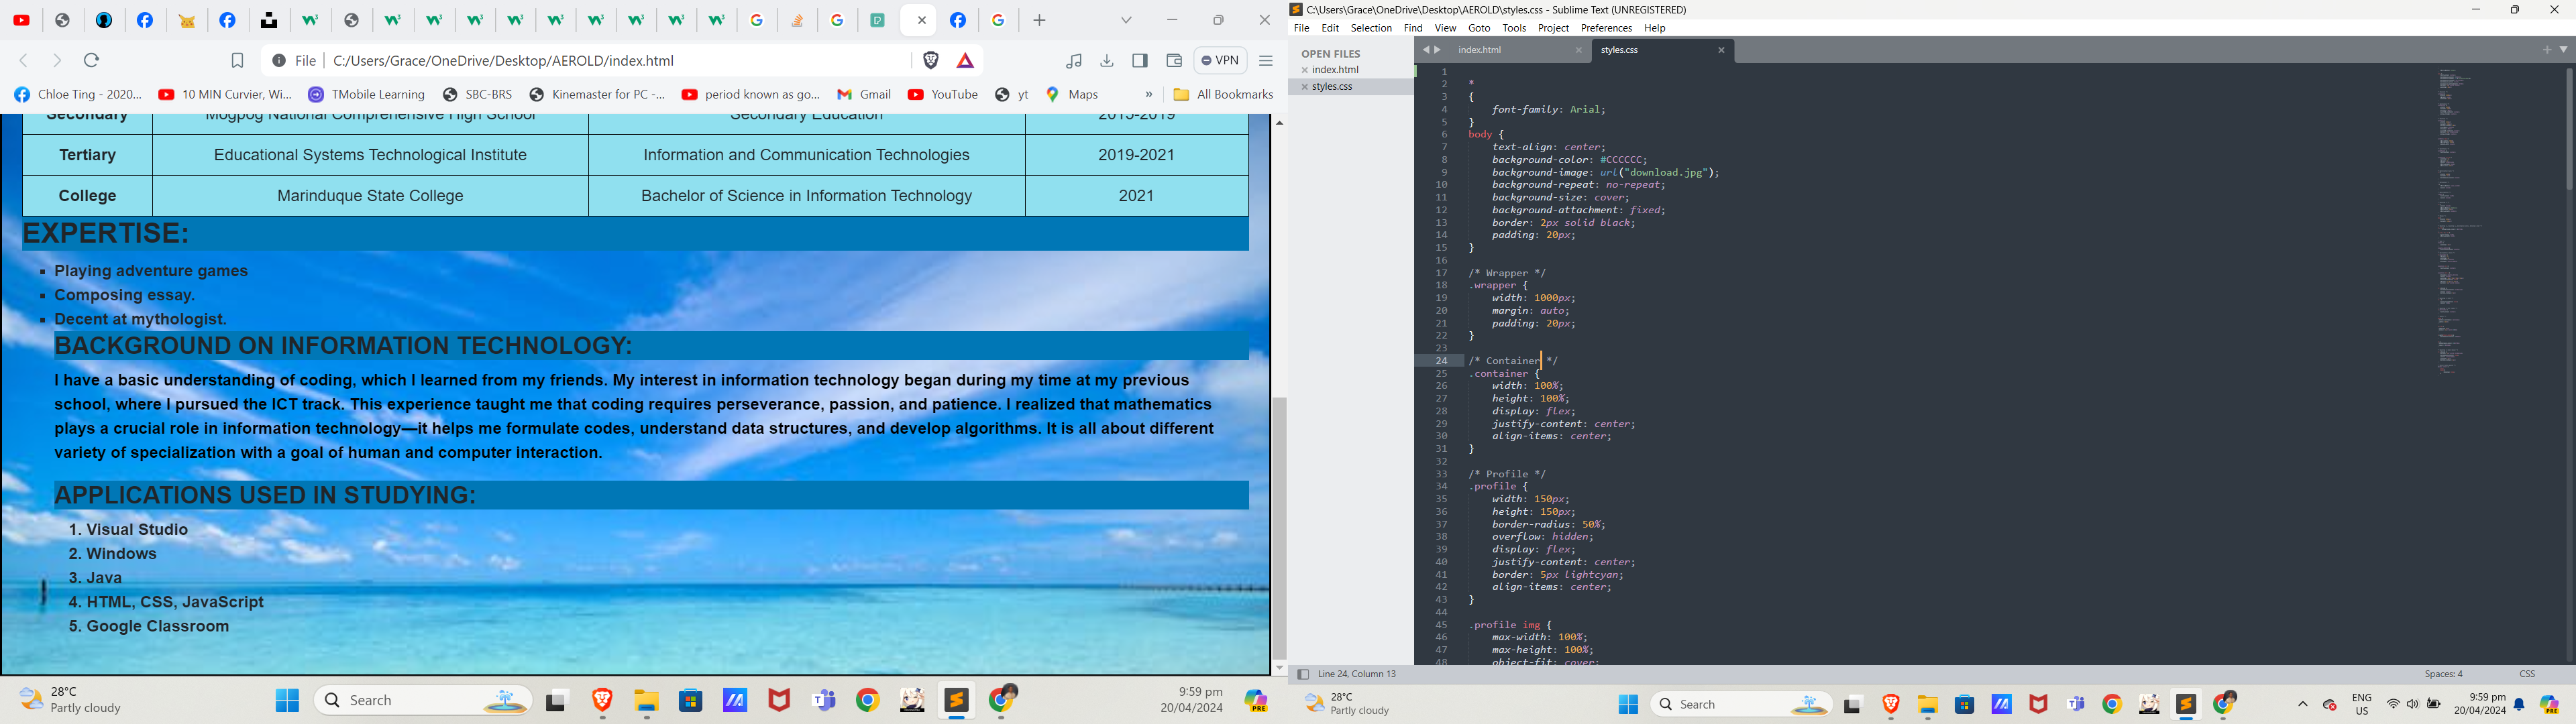 File C:/Users/Grace/OneDrive/Desktop/AEROLD/index.html
VPN
Chloe Ting - 2020...
10 MIN Curvier, Wi...
TMobile Learning
SBC-BRS
Kinemaster for PC -...
period known as go...
Gmail
YouTube
yt
Maps
»
All Bookmarks
Secondary Mogpog National Comprehensive High School Secondary Education 2015-2019
Tertiary Educational Systems Technological Institute Information and Communication Technologies 2019-2021
College Marinduque State College Bachelor of Science in Information Technology 2021
EXPERTISE:
Playing adventure games
Composing essay.
Decent at mythologist.
BACKGROUND ON INFORMATION TECHNOLOGY:
I have a basic understanding of coding, which I learned from my friends. My interest in information technology began during my time at my previous
school, where I pursued the ICT track. This experience taught me that coding requires perseverance, passion, and patience. I realized that mathematics
plays a crucial role in information technology—it helps me formulate codes, understand data structures, and develop algorithms. It is all about different
variety of specialization with a goal of human and computer interaction.
APPLICATIONS USED IN STUDYING:
1. Visual Studio
2. Windows
3. Java
4. HTML, CSS, JavaScript
5. Google Classroom
28°C
Partly cloudy
Search
9:59 pm
20/04/2024
C:\Users\Grace\OneDrive\Desktop\AEROLD\styles.css - Sublime Text (UNREGISTERED)
File Edit Selection Find View Goto Tools Project Preferences Help
OPEN FILES
index.html
styles.css
index.html
styles.css
1
2 *
3 {
4 font-family: Arial;
5 }
6 body {
7 text-align: center;
8 background-color: #CCCCCC;
9 background-image: url("download.jpg");
10 background-repeat: no-repeat;
11 background-size: cover;
12 background-attachment: fixed;
13 border: 2px solid black;
14 padding: 20px;
15 }
16
17 /* Wrapper */
18 .wrapper {
19 width: 1000px;
20 margin: auto;
21 padding: 20px;
22 }
23
24 /* Container */
25 .container {
26 width: 100%;
27 height: 100%;
28 display: flex;
29 justify-content: center;
30 align-items: center;
31 }
32
33 /* Profile */
34 .profile {
35 width: 150px;
36 height: 150px;
37 border-radius: 50%;
38 overflow: hidden;
39 display: flex;
40 justify-content: center;
41 border: 5px lightcyan;
42 align-items: center;
43 }
44
45 .profile img {
46 max-width: 100%;
47 max-height: 100%;
48 object-fit: cover;
Line 24, Column 13
Spaces: 4
CSS
28°C
Partly cloudy
Search
ENG
US
9:59 pm
20/04/2024